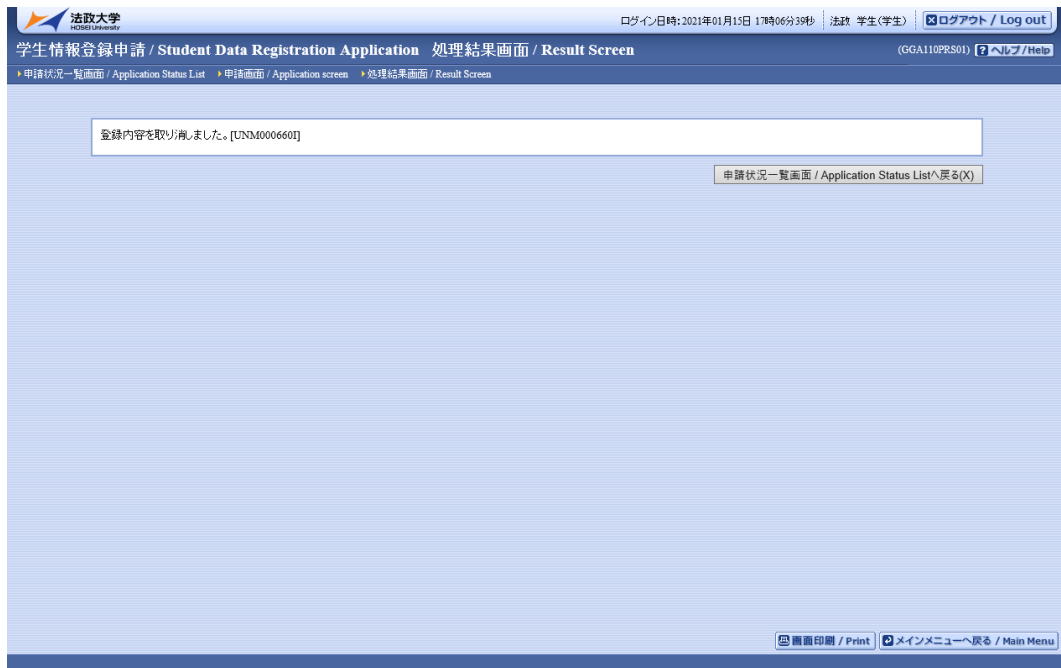 法政大学
HOSEI University
ログイン日時:2021年01月15日 17時06分39秒 法政 学生(学生) ログアウト / Log out
学生情報登録申請 / Student Data Registration Application 処理結果画面 / Result Screen (GGA110PRS01) ? ヘルプ/Help
申請状況一覧画面 / Application Status List 申請画面 / Application screen 処理結果画面 / Result Screen
登録内容を取り消しました。[UNM000660I]
申請状況一覧画面 / Application Status Listへ戻る(X)
画面印刷 / Print メインメニューへ戻る / Main Menu